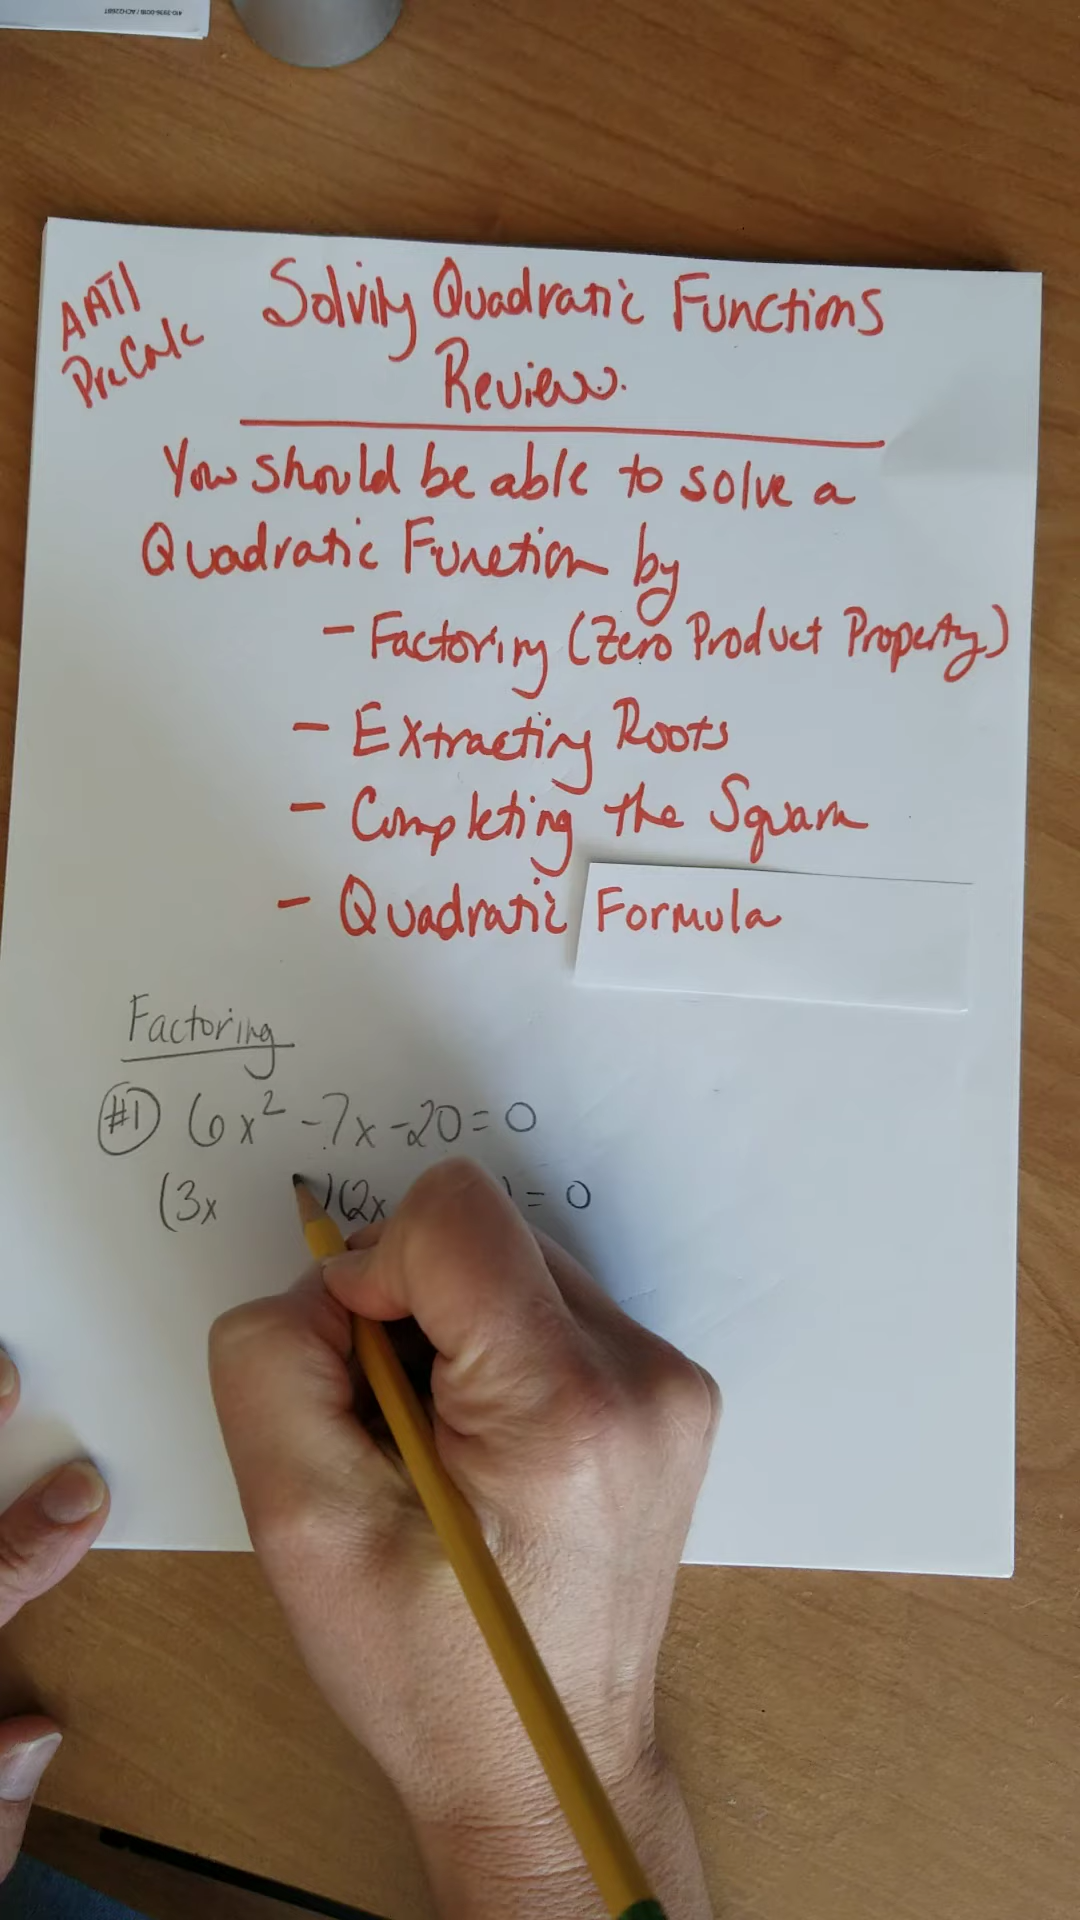 AAT1
PreCalc
Solving Quadratic Functions
Review.
You should be able to solve a
Quadratic Function by
- Factoring (Zero Product Property)
- Extracting Roots
- Completing the Square
- Quadratic Formula
Factoring
#1 6x² -7x -20 = 0
(3x )(2x ) = 0